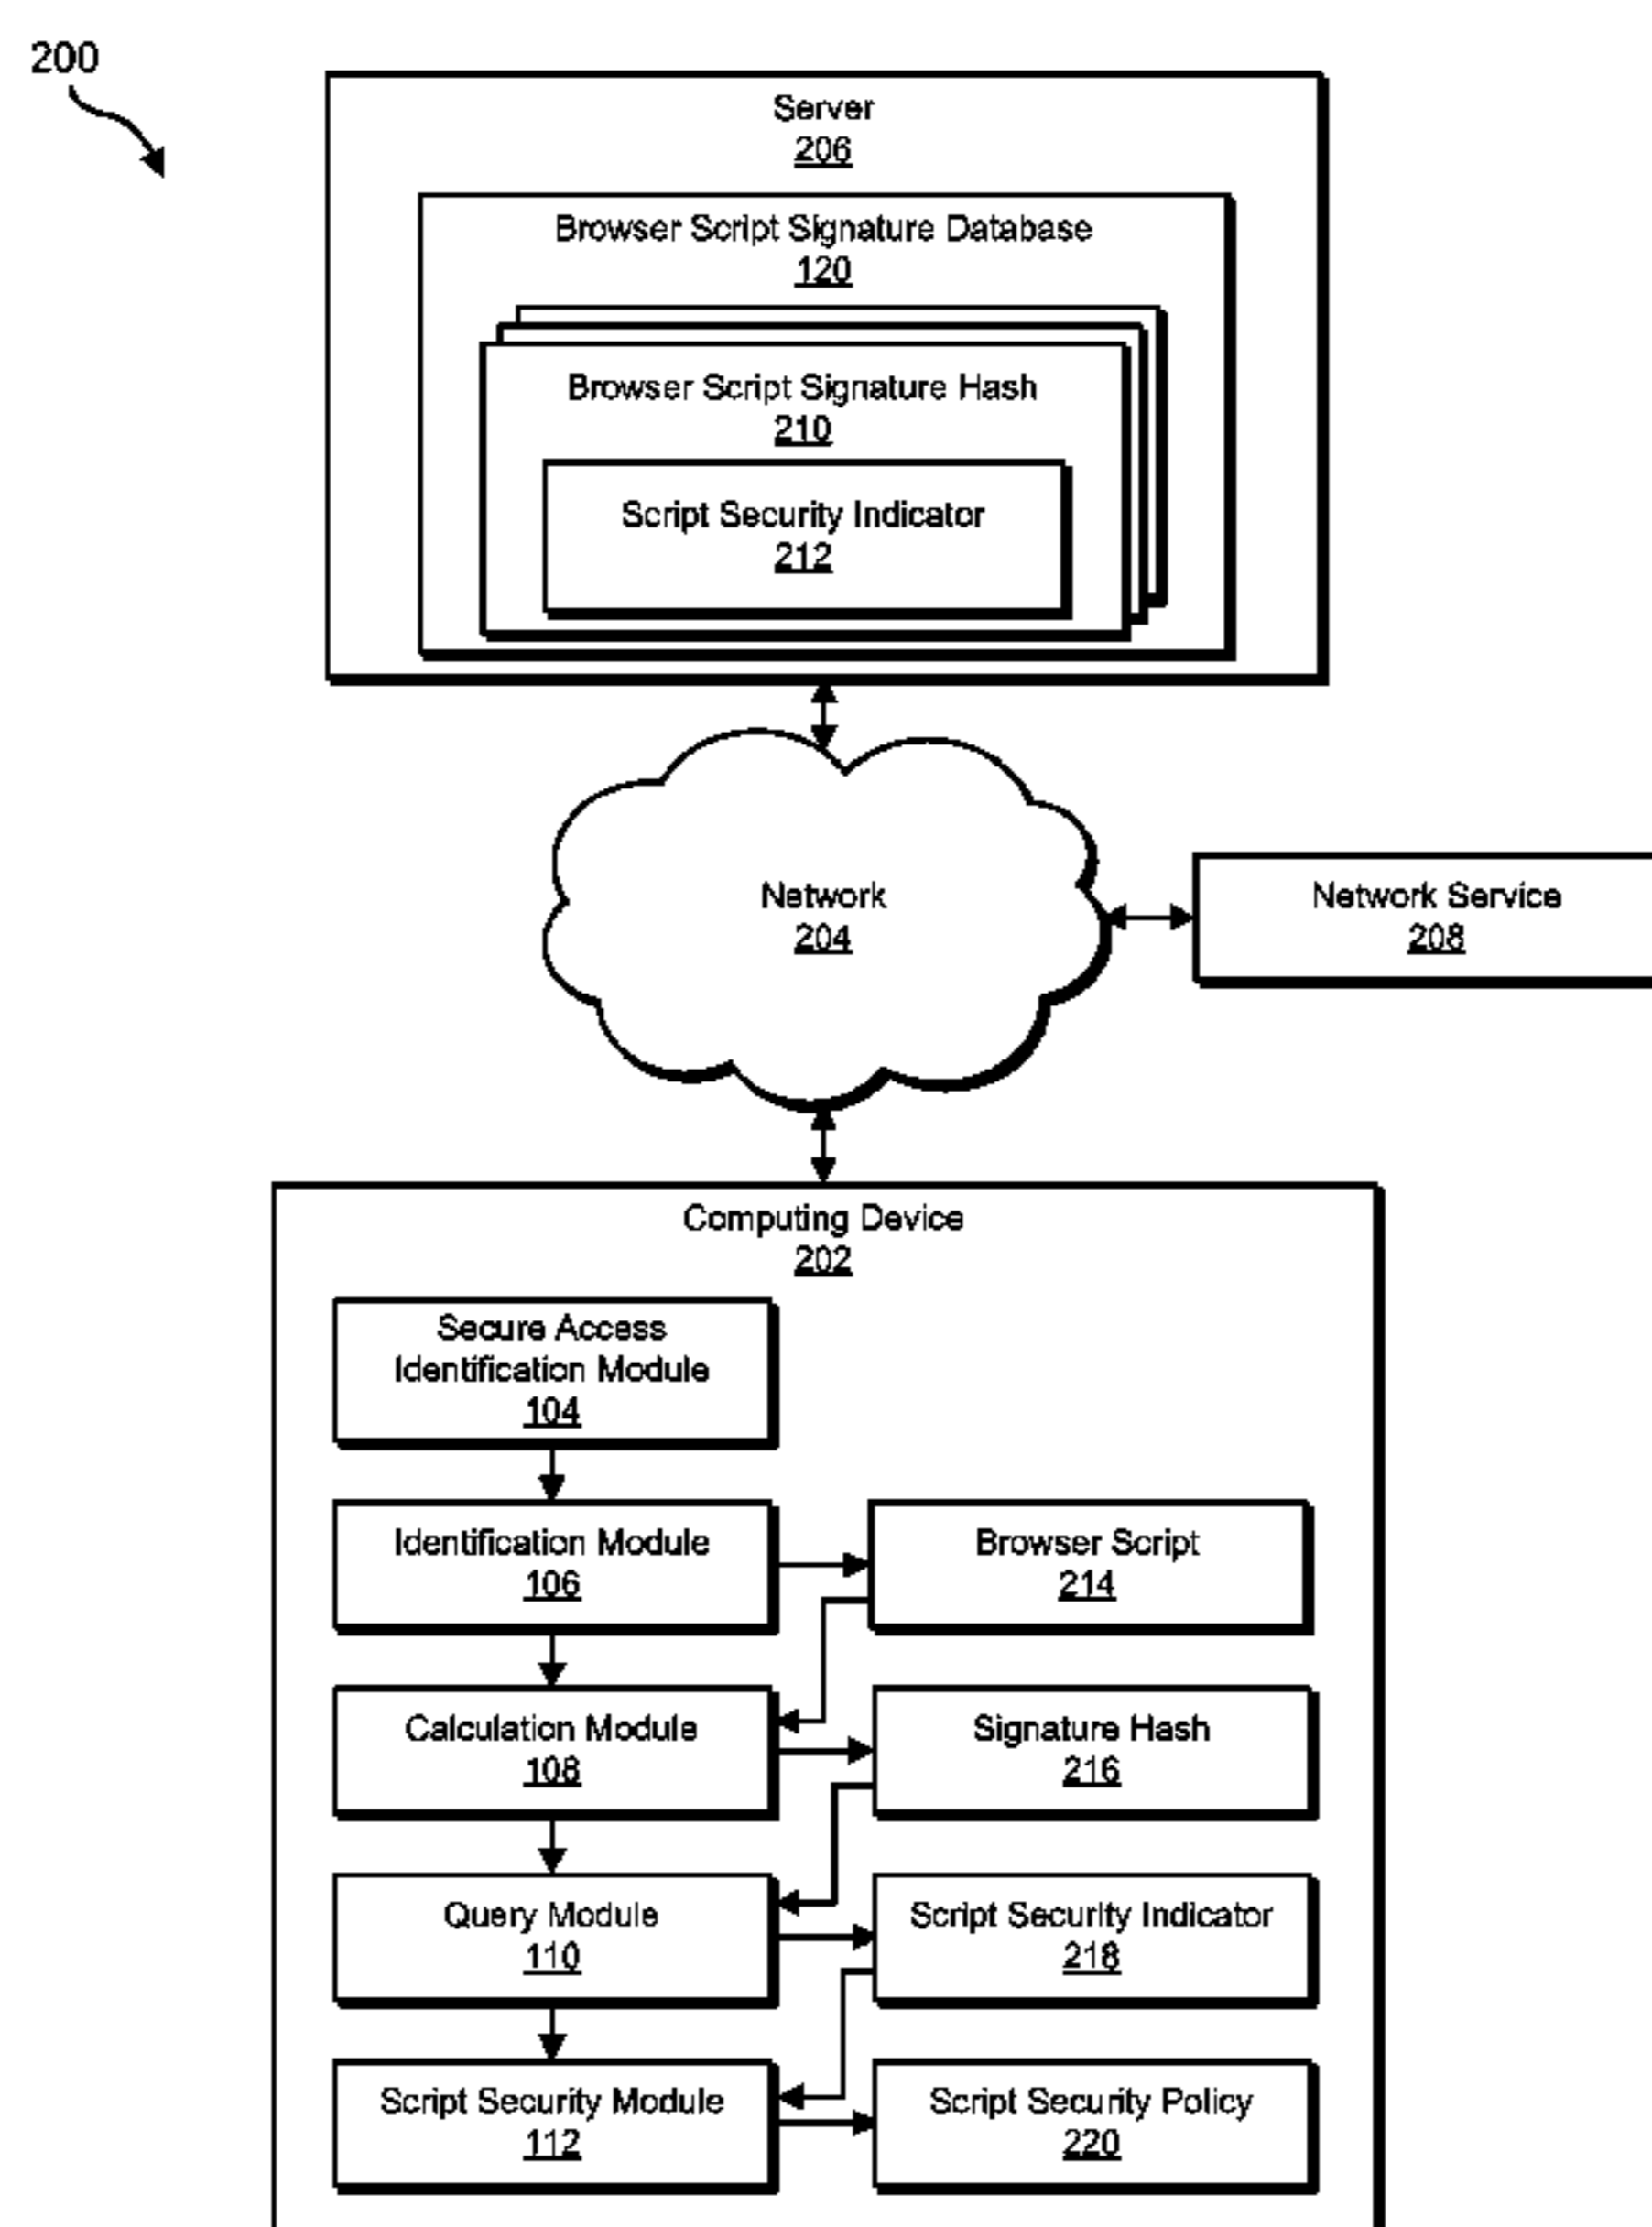 200
Server
206
Browser Script Signature Database
120
Browser Script Signature Hash
210
Script Security Indicator
212
Network
204
Network Service
208
Computing Device
202
Secure Access
Identification Module
104
Identification Module
106
Browser Script
214
Calculation Module
108
Signature Hash
216
Query Module
110
Script Security Indicator
218
Script Security Module
112
Script Security Policy
220